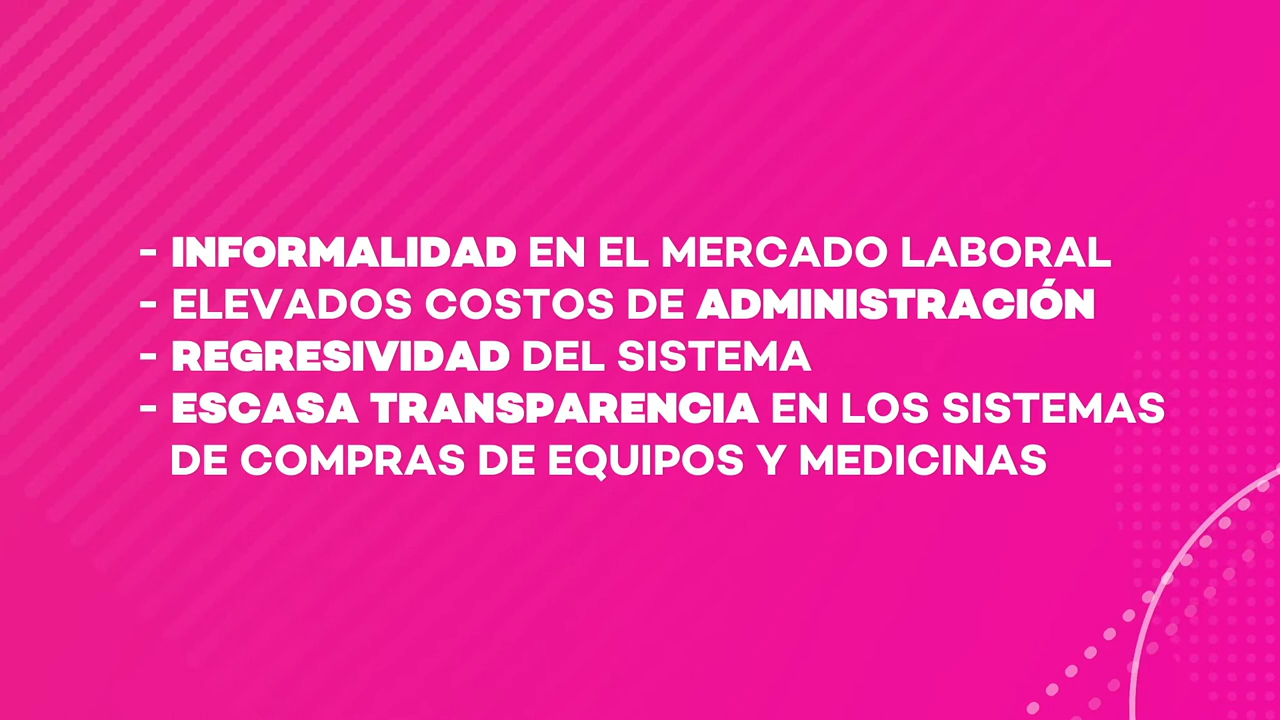 - INFORMALIDAD EN EL MERCADO LABORAL
- ELEVADOS COSTOS DE ADMINISTRACIÓN
- REGRESIVIDAD DEL SISTEMA
- ESCASA TRANSPARENCIA EN LOS SISTEMAS
DE COMPRAS DE EQUIPOS Y MEDICINAS